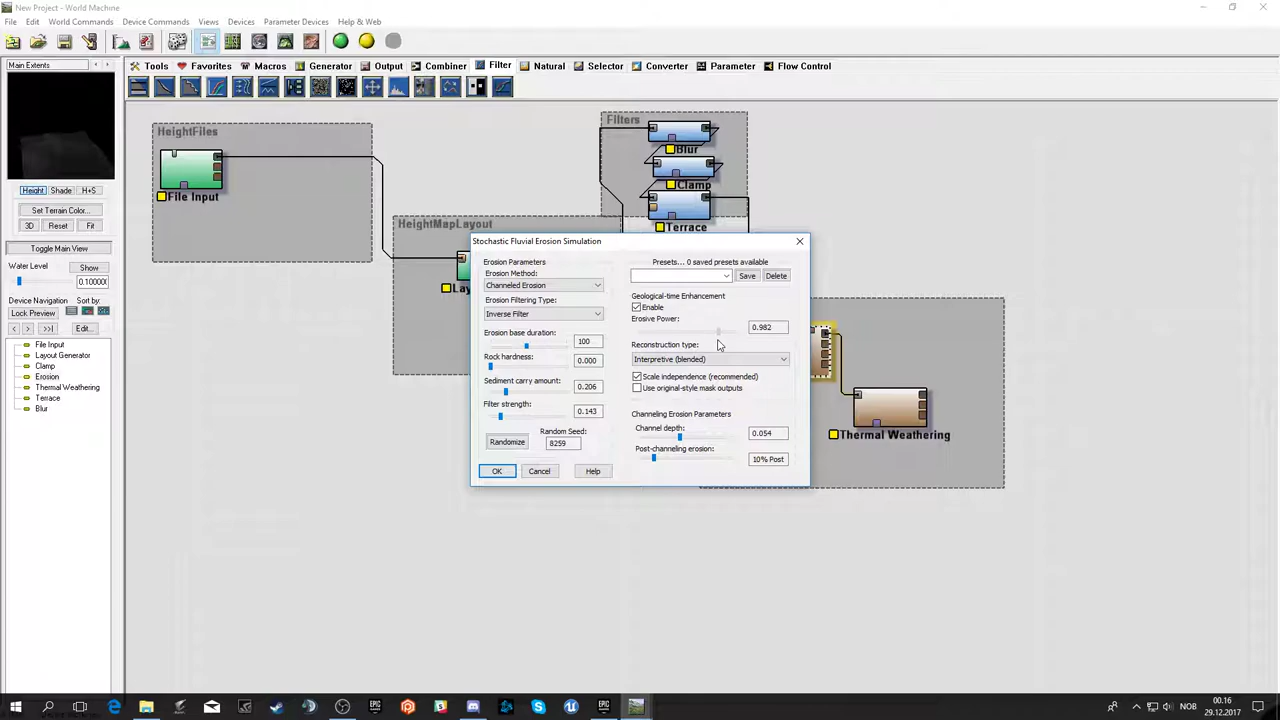 New Project - World Machine
File Edit World Commands Device Commands Views Devices Parameter Devices Help & Web
Main Extents
Tools Favorites Macros Generator Output Combiner Filter Natural Selector Converter Parameter Flow Control
Height Shade H+S
Set Terrain Color...
3D Reset Fit
Toggle Main View
Water Level Show
0.10000
Device Navigation Sort by:
Lock Preview
< > >>| Edit...
File Input
Layout Generator
Clamp
Erosion
Thermal Weathering
Terrace
Blur
HeightFiles
File Input
Filters
Blur
Clamp
Terrace
HeightMapLayout
Lay
Thermal Weathering
Stochastic Fluvial Erosion Simulation
Erosion Parameters
Erosion Method:
Channeled Erosion
Erosion Filtering Type:
Inverse Filter
Erosion base duration:
100
Rock hardness:
0.000
Sediment carry amount:
0.206
Filter strength:
0.143
Random Seed:
Randomize 8259
OK Cancel Help
Presets... 0 saved presets available
Save Delete
Geological-time Enhancement
Enable
Erosive Power:
0.982
Reconstruction type:
Interpretive (blended)
Scale independence (recommended)
Use original-style mask outputs
Channeling Erosion Parameters
Channel depth:
0.054
Post-channeling erosion:
10% Post
NOB
00.16
29.12.2017